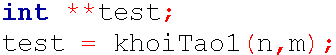 int **test;
test = khoiTao1(n,m);